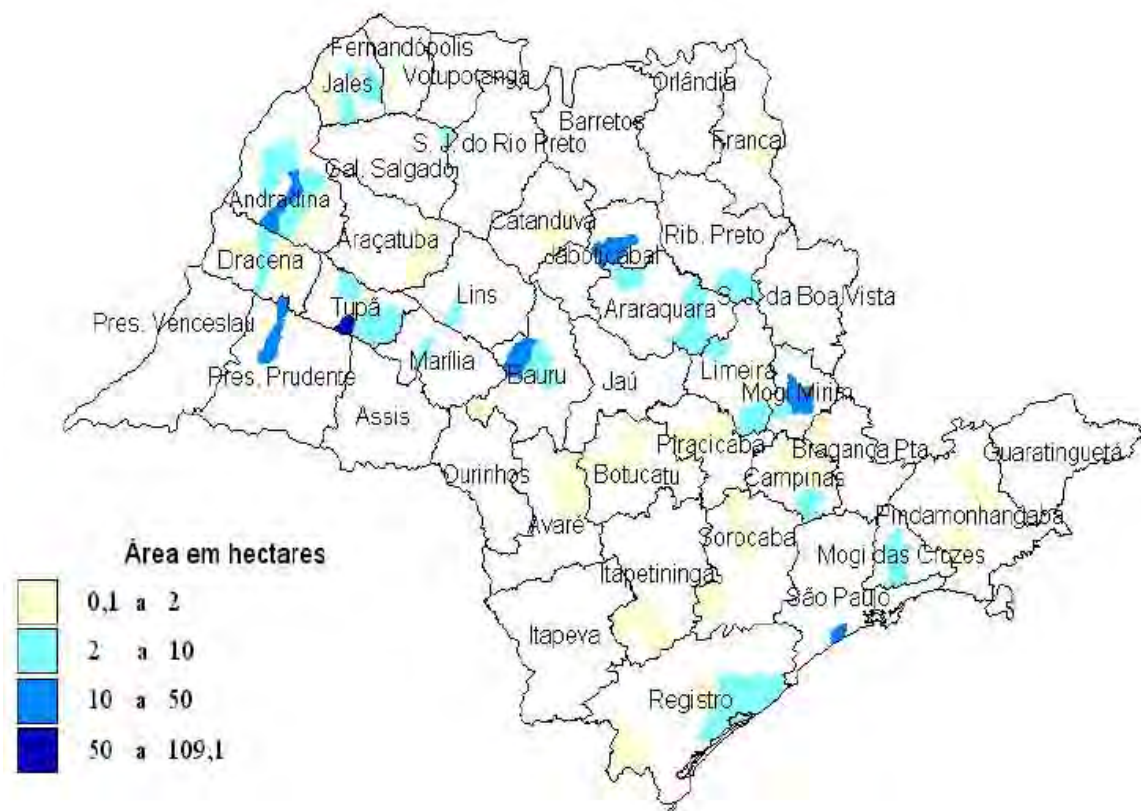 Fernandópolis
Votuporanga
Jales
Orlândia
Barretos
Franca
S. J. do Rio Preto
Gal. Salgado
Andradina
Catanduva
Araçatuba
Rib. Preto
Jaboticabal
Dracena
Lins
S. J. da Boa Vista
Araraquara
Tupã
Pres. Venceslau
Marília
Limeira
Pres. Prudente
Bauru
Jaú
Mogi Mirim
Assis
Piracicaba
Bragança Pta.
Guaratinguetá
Ourinhos
Botucatu
Campinas
Avaré
Pindamonhangaba
Sorocaba
Mogi das Cruzes
Itapetininga
São Paulo
Itapeva
Registro
Área em hectares
0,1 a 2
2 a 10
10 a 50
50 a 109,1